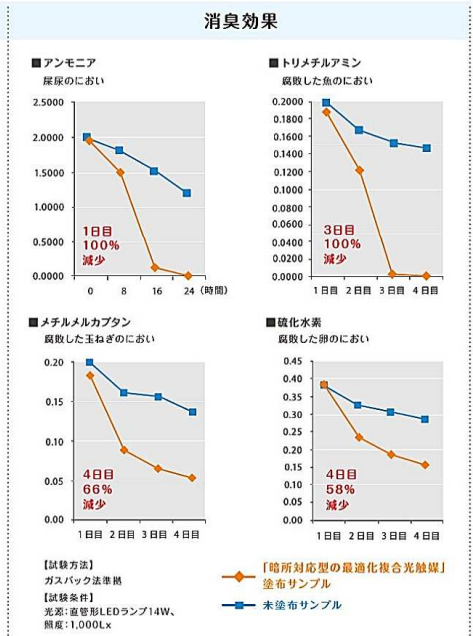 消臭効果
■アンモニア
屎尿のにおい
2.5000
2.0000
1.5000
1.0000
0.5000
0.0000
1日目
100%
減少
0 8 16 24 (時間)
■トリメチルアミン
腐敗した魚のにおい
0.2000
0.1800
0.1600
0.1400
0.1200
0.1000
0.0800
0.0600
0.0400
0.0200
0.0000
3日目
100%
減少
1日目 2日目 3日目 4日目
■メチルメルカプタン
腐敗した玉ねぎのにおい
0.20
0.15
0.10
0.05
0.00
4日目
66%
減少
1日目 2日目 3日目 4日目
■硫化水素
腐敗した卵のにおい
0.45
0.40
0.35
0.30
0.25
0.20
0.15
0.10
0.05
0.00
4日目
58%
減少
1日目 2日目 3日目 4日目
【試験方法】
ガスバック法準拠
【試験条件】
光源:直管形LEDランプ14W、
照度:1,000Lx
「暗所対応型の最適化複合光触媒」
塗布サンプル
未塗布サンプル